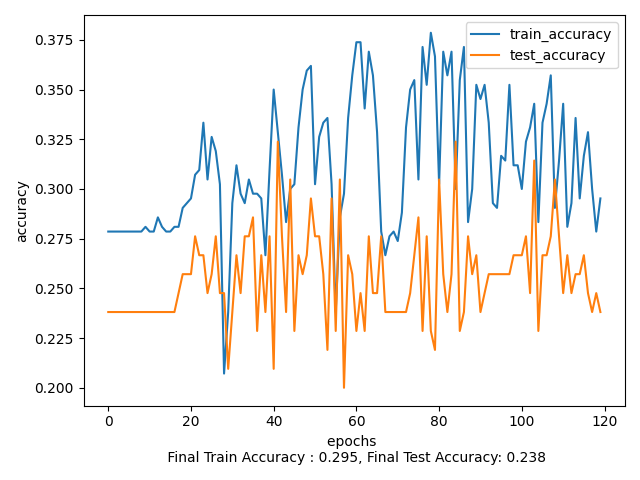 train_accuracy
test_accuracy
accuracy
0.375
0.350
0.325
0.300
0.275
0.250
0.225
0.200
0 20 40 60 80 100 120
epochs
Final Train Accuracy : 0.295, Final Test Accuracy: 0.238